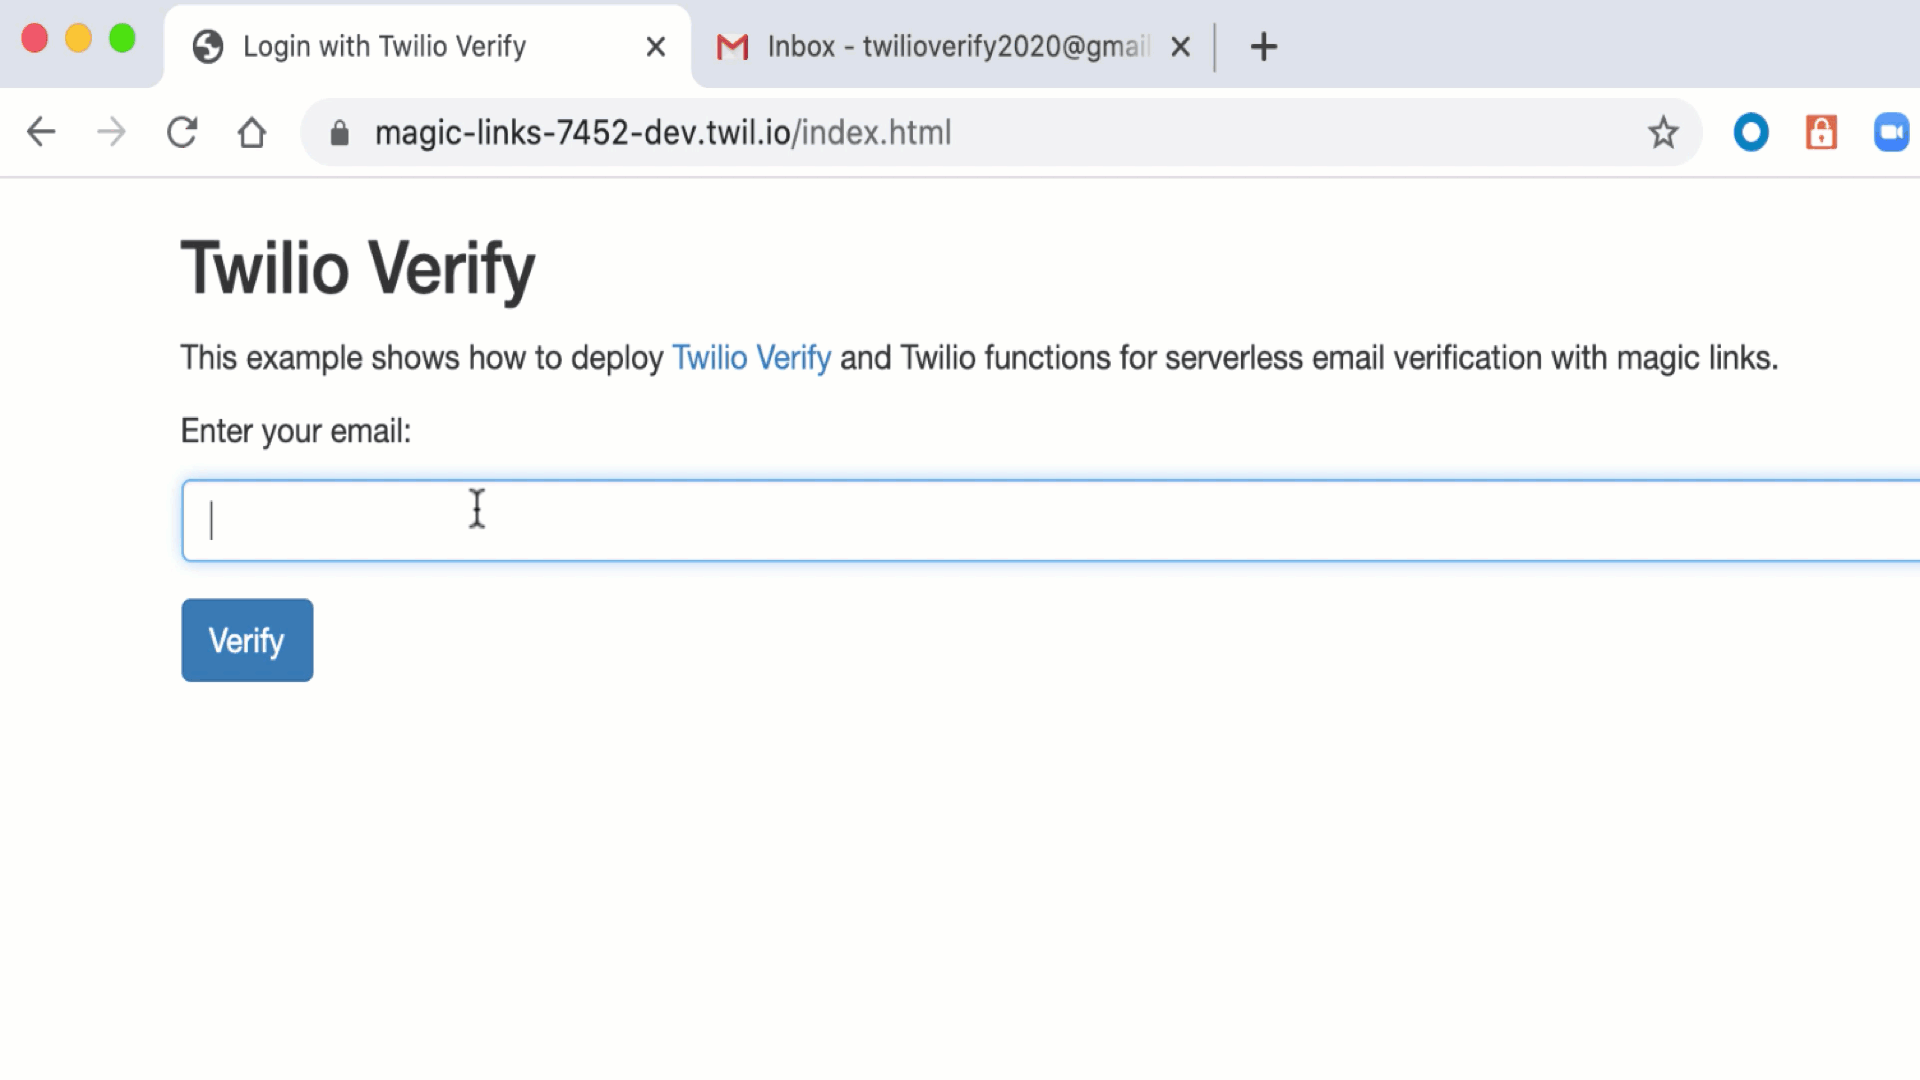 Login with Twilio Verify
Inbox - twilioverify2020@gmail
magic-links-7452-dev.twil.io/index.html
Twilio Verify
This example shows how to deploy Twilio Verify and Twilio functions for serverless email verification with magic links.
Enter your email:
Verify